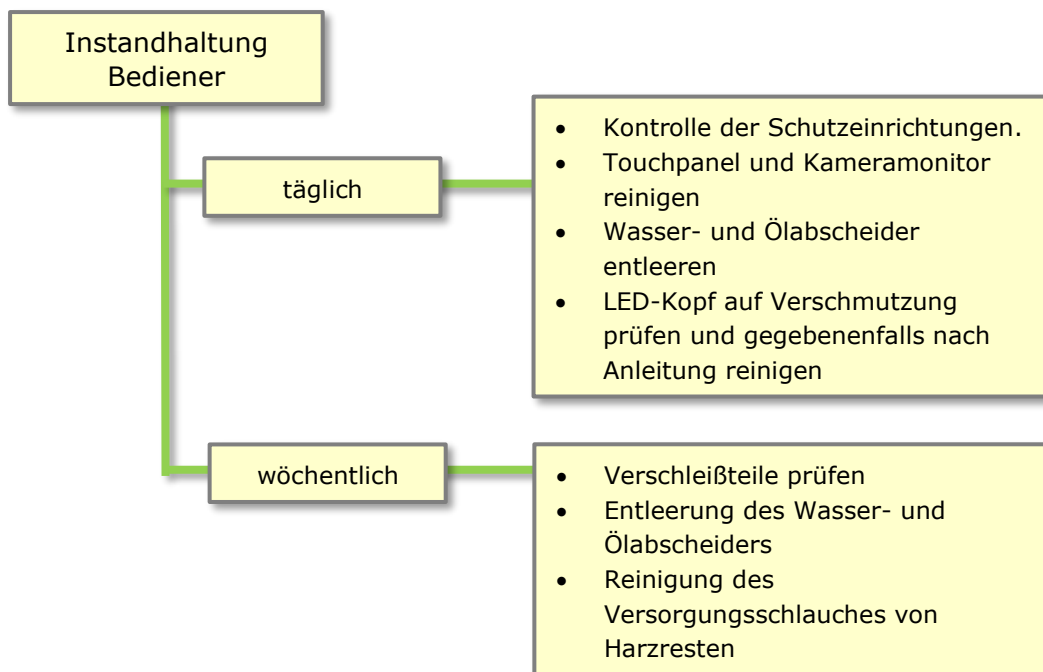 Instandhaltung
Bediener
täglich
• Kontrolle der Schutzeinrichtungen.
• Touchpanel und Kameramonitor
reinigen
• Wasser- und Ölabscheider
entleeren
• LED-Kopf auf Verschmutzung
prüfen und gegebenenfalls nach
Anleitung reinigen
wöchentlich
• Verschleißteile prüfen
• Entleerung des Wasser- und
Ölabscheiders
• Reinigung des
Versorgungsschlauches von
Harzresten